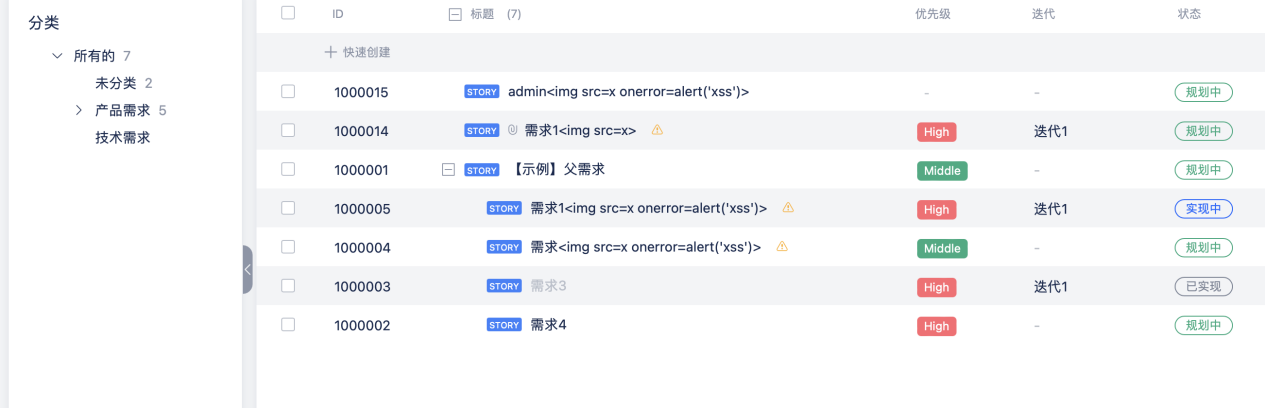 分类
所有的 7
未分类 2
产品需求 5
技术需求
ID 标题 (7) 优先级 迭代 状态
快速创建
1000015 STORY admin<img src=x onerror=alert('xss')> - - 规划中
1000014 STORY 需求1<img src=x> High 迭代1 规划中
1000001 STORY 【示例】父需求 Middle - 规划中
1000005 STORY 需求1<img src=x onerror=alert('xss')> High 迭代1 实现中
1000004 STORY 需求<img src=x onerror=alert('xss')> Middle - 规划中
1000003 STORY 需求3 High 迭代1 已实现
1000002 STORY 需求4 High - 规划中